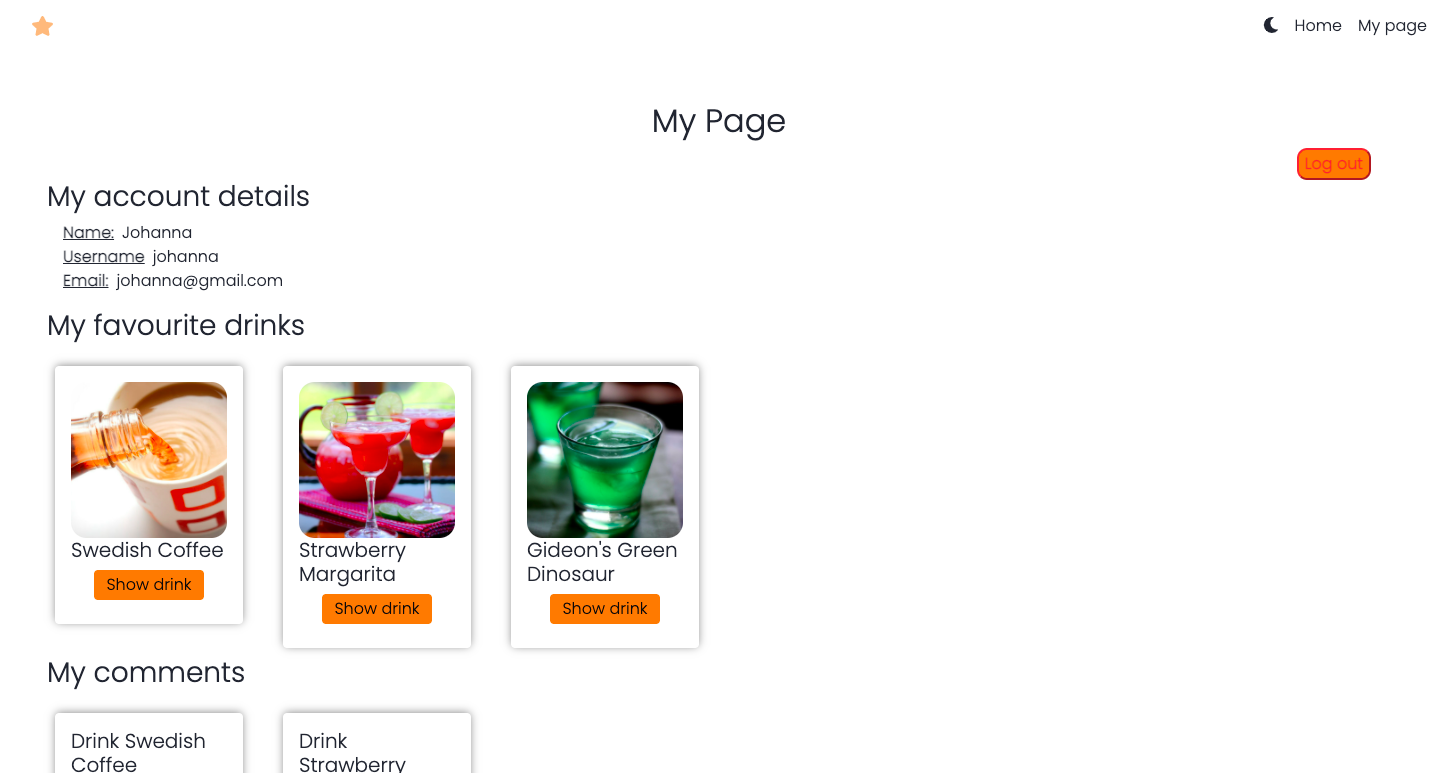 Home My page
My Page
Log out
My account details
Name: Johanna
Username johanna
Email: johanna@gmail.com
My favourite drinks
Swedish Coffee
Show drink
Strawberry
Margarita
Show drink
Gideon's Green
Dinosaur
Show drink
My comments
Drink Swedish
Coffee
Drink
Strawberry